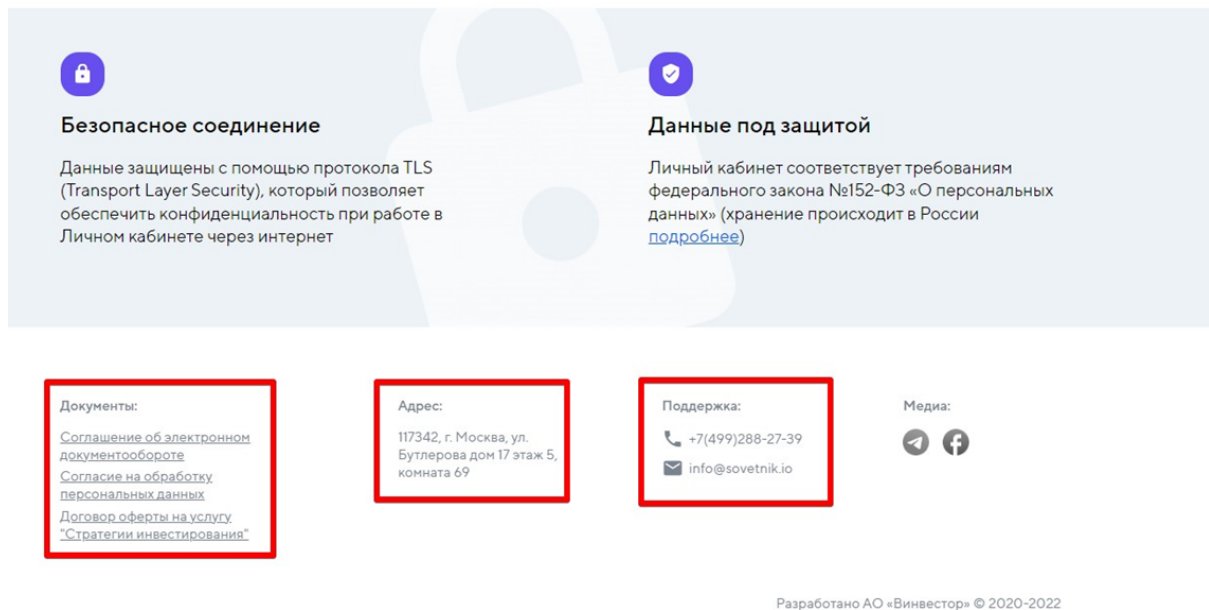 Безопасное соединение
Данные защищены с помощью протокола TLS
(Transport Layer Security), который позволяет
обеспечить конфиденциальность при работе в
Личном кабинете через интернет
Данные под защитой
Личный кабинет соответствует требованиям
федерального закона №152-ФЗ «О персональных
данных» (хранение происходит в России
подробнее)
Документы:
Соглашение об электронном
документообороте
Согласие на обработку
персональных данных
Договор оферты на услугу
"Стратегии инвестирования"
Адрес:
117342, г. Москва, ул.
Бутлерова дом 17 этаж 5,
комната 69
Поддержка:
+7(499)288-27-39
info@sovetnik.io
Медиа:
Разработано АО «Винвестор» © 2020-2022